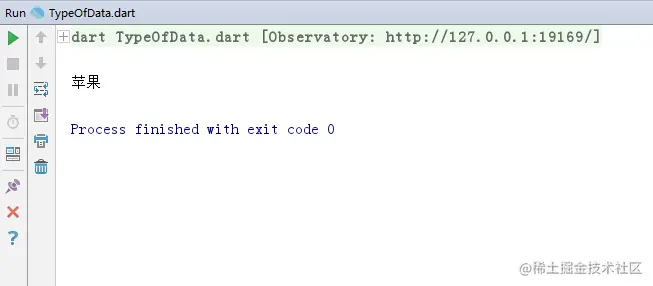 Run TypeOfData.dart
dart TypeOfData.dart [Observatory: http://127.0.0.1:19169/]
苹果
Process finished with exit code 0
@稀土掘金技术社区